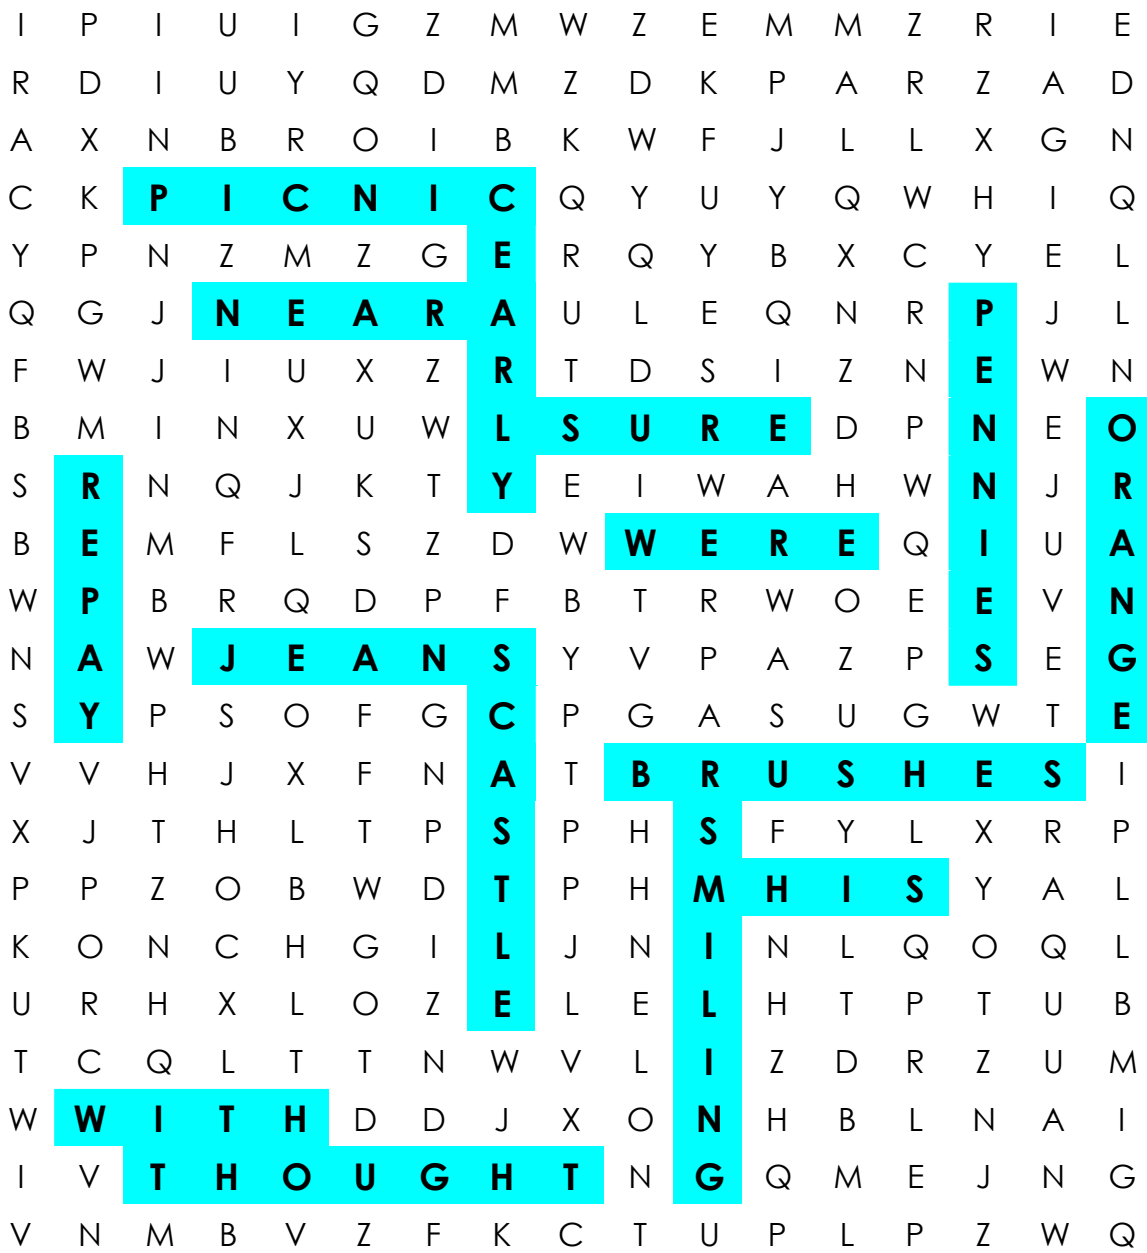 I P I U I G Z M W Z E M M Z R I E
R D I U Y Q D M Z D K P A R Z A D
A X N B R O I B K W F J L L X G N
C K P I C N I C Q Y U Y Q W H I Q
Y P N Z M Z G E R Q Y B X C Y E L
Q G J N E A R A U L E Q N R P J L
F W J I U X Z R T D S I Z N E W N
B M I N X U W L S U R E D P N E O
S R N Q J K T Y E I W A H W N J R
B E M F L S Z D W W E R E Q I U A
W P B R Q D P F B T R W O E E V N
N A W J E A N S Y V P A Z P S E G
S Y P S O F G C P G A S U G W T E
V V H J X F N A T B R U S H E S I
X J T H L T P S P H S F Y L X R P
P P Z O B W D T P H M H I S Y A L
K O N C H G I L J N I N L Q O Q L
U R H X L O Z E L E L H T P T U B
T C Q L T T N W V L I Z D R Z U M
W W I T H D D J X O N H B L N A I
I V T H O U G H T N G Q M E J N G
V N M B V Z F K C T U P L P Z W Q